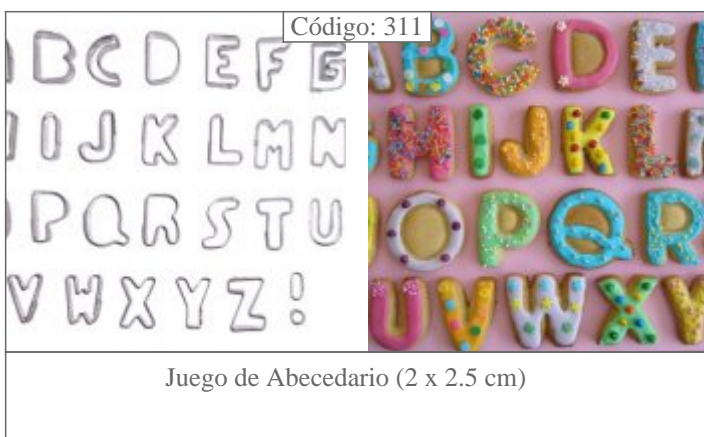 Código: 311
B C D E F G
I J K L M N
P Q R S T U
V W X Y Z !
A B C D E
H I J K L
O P Q R
U V W X Y
Juego de Abecedario (2 x 2.5 cm)